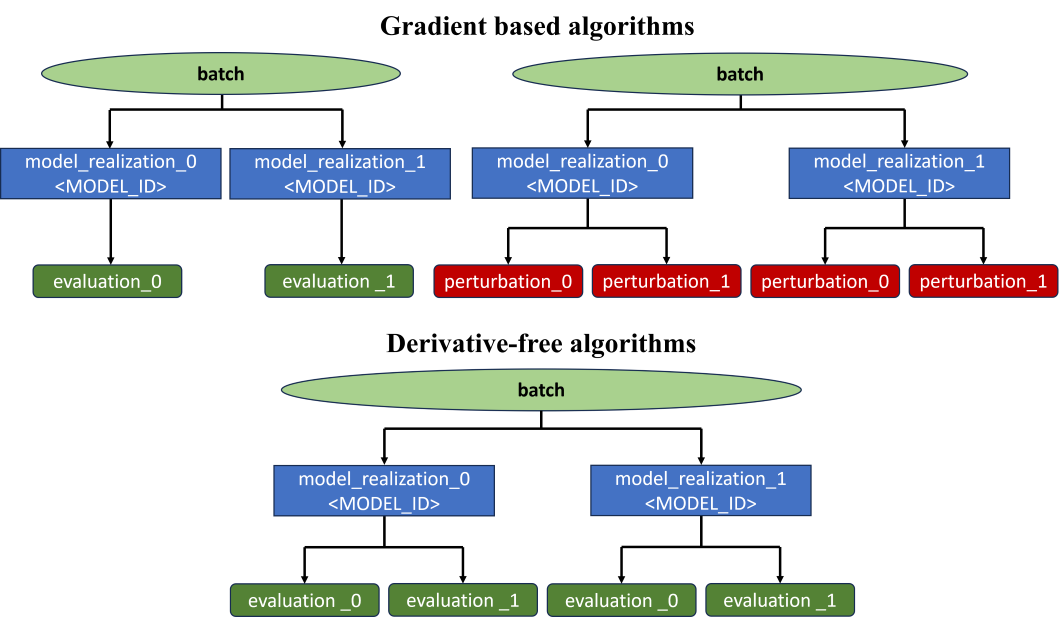 Gradient based algorithms
batch
batch
model_realization_0
<MODEL_ID>
model_realization_1
<MODEL_ID>
model_realization_0
<MODEL_ID>
model_realization_1
<MODEL_ID>
evaluation_0
evaluation _1
perturbation_0
perturbation_1
perturbation_0
perturbation_1
Derivative-free algorithms
batch
model_realization_0
<MODEL_ID>
model_realization_1
<MODEL_ID>
evaluation _0
evaluation _1
evaluation _0
evaluation _1